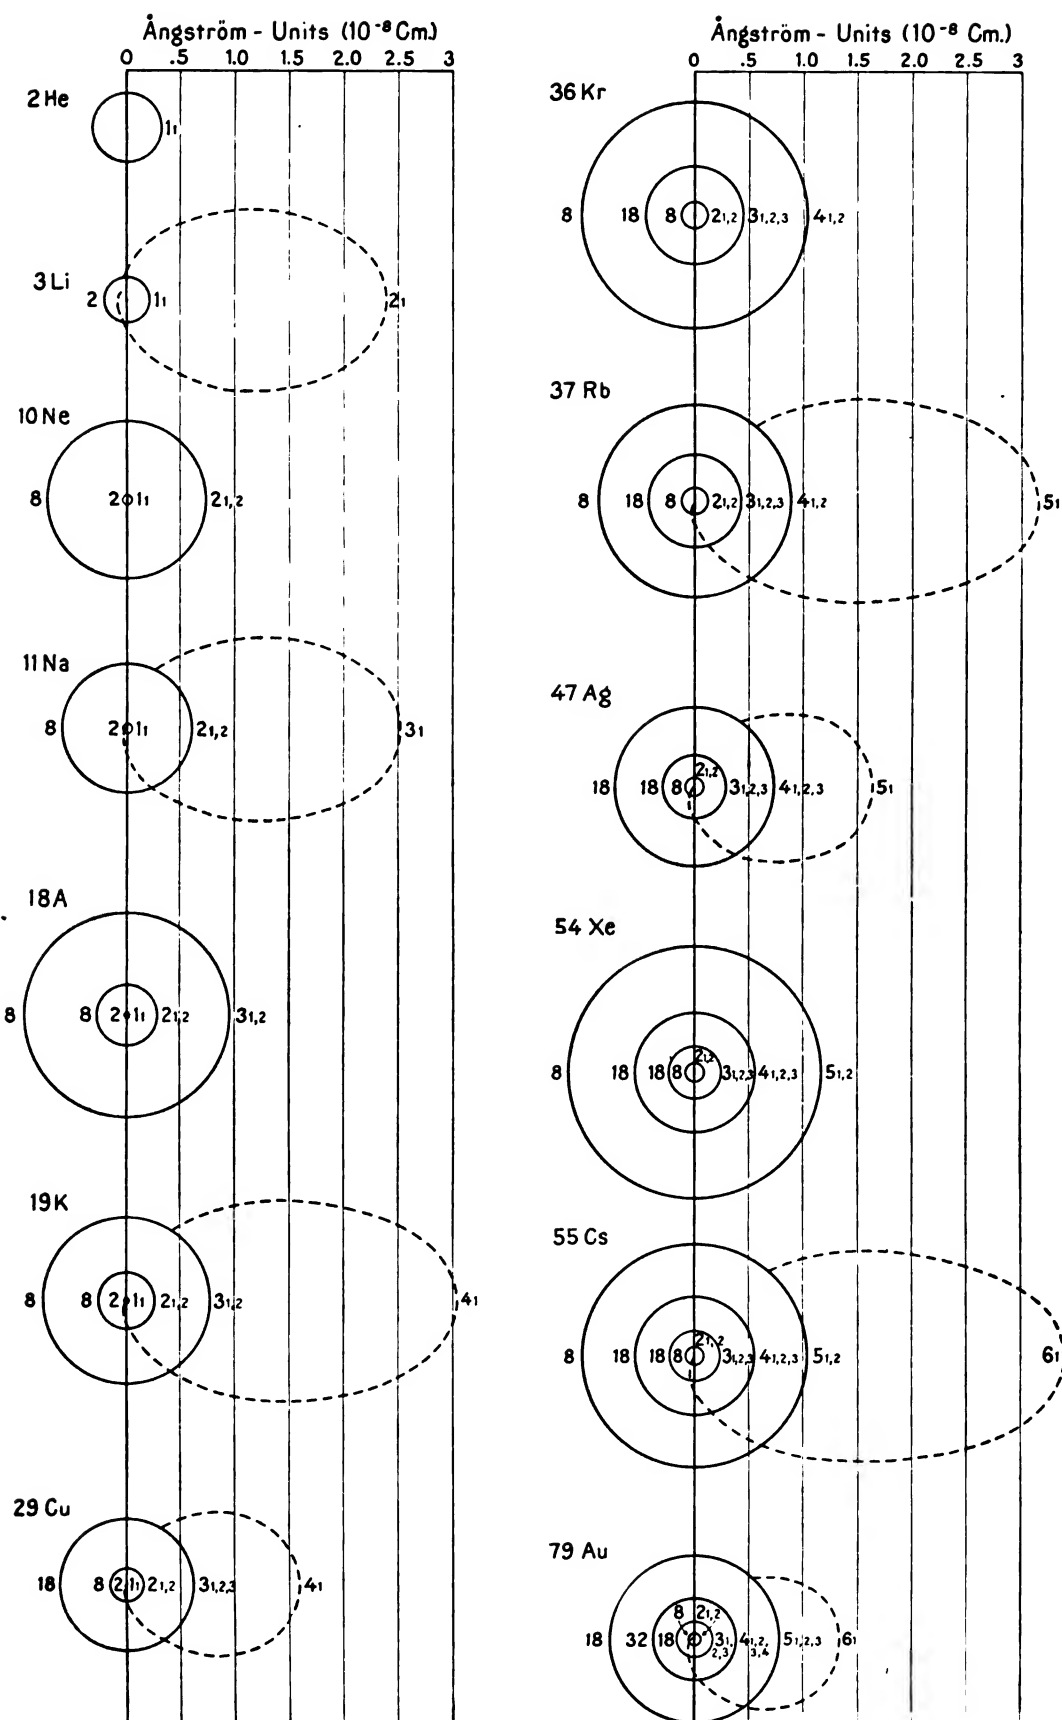 Ångström - Units (10⁻⁸ Cm.)
0 .5 1.0 1.5 2.0 2.5 3
2 He
1₁
3 Li
2 1₁ 2₁
10 Ne
8 2 1₁ 2₁,₂
11 Na
8 2 1₁ 2₁,₂ 3₁
18 A
8 8 2 1₁ 2₁,₂ 3₁,₂
19 K
8 8 2 1₁ 2₁,₂ 3₁,₂ 4₁
29 Cu
18 8 2 1₁ 2₁,₂ 3₁,₂,₃ 4₁
Ångström - Units (10⁻⁸ Cm.)
0 .5 1.0 1.5 2.0 2.5 3
36 Kr
8 18 8 2₁,₂ 3₁,₂,₃ 4₁,₂
37 Rb
8 18 8 2₁,₂ 3₁,₂,₃ 4₁,₂ 5₁
47 Ag
2₁,₂
18 18 8 3₁,₂,₃ 4₁,₂,₃ 5₁
54 Xe
2₁,₂
8 18 18 8 3₁,₂,₃ 4₁,₂,₃ 5₁,₂
55 Cs
2₁,₂
8 18 18 8 3₁,₂,₃ 4₁,₂,₃ 5₁,₂ 6₁
79 Au
8 2₁,₂
18 32 18 3₁, 4₁,₂, 5₁,₂,₃ 6₁
₂,₃ ₃,₄